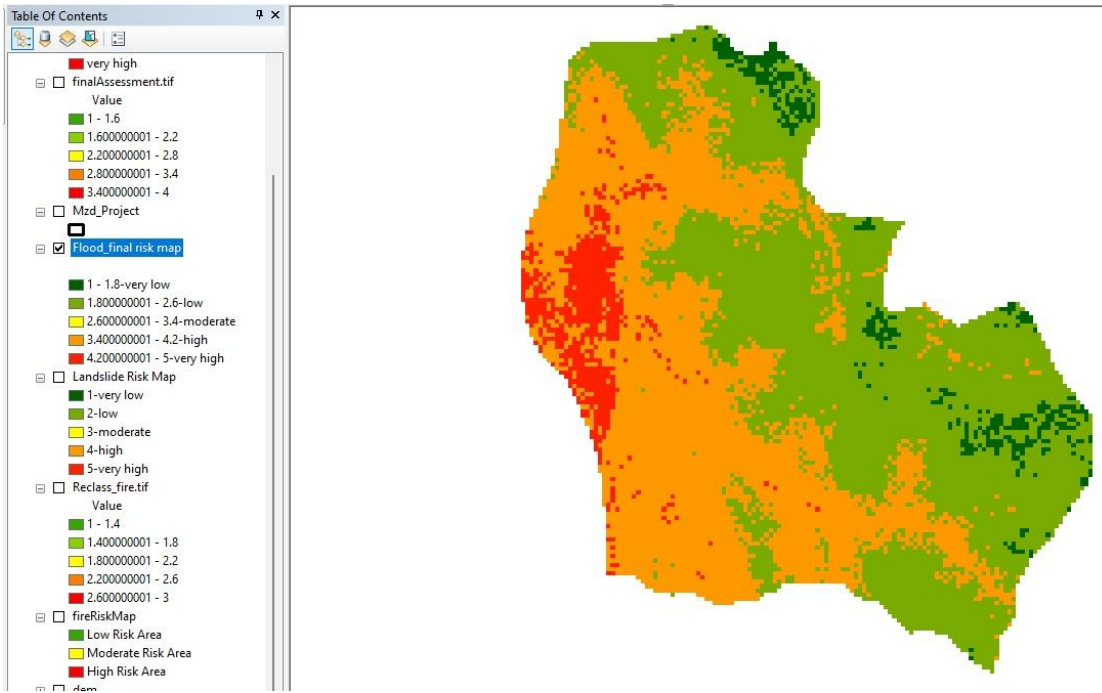 Table Of Contents
very high
finalAssessment.tif
Value
1 - 1.6
1.600000001 - 2.2
2.200000001 - 2.8
2.800000001 - 3.4
3.400000001 - 4
Mzd_Project
Flood_final risk map
1 - 1.8-very low
1.800000001 - 2.6-low
2.600000001 - 3.4-moderate
3.400000001 - 4.2-high
4.200000001 - 5-very high
Landslide Risk Map
1-very low
2-low
3-moderate
4-high
5-very high
Reclass_fire.tif
Value
1 - 1.4
1.400000001 - 1.8
1.800000001 - 2.2
2.200000001 - 2.6
2.600000001 - 3
fireRiskMap
Low Risk Area
Moderate Risk Area
High Risk Area
dem